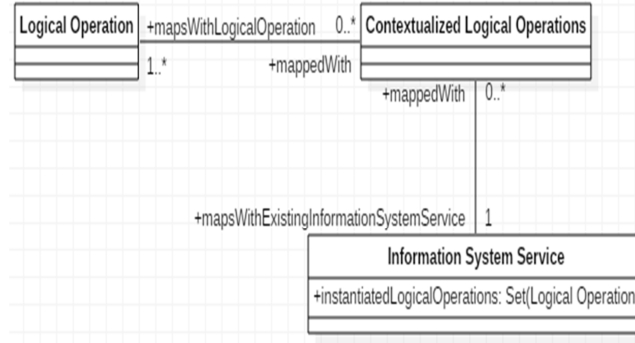 Logical Operation
+mapsWithLogicalOperation 0..*
Contextualized Logical Operations
1..*
+mappedWith
+mappedWith 0..*
+mapsWithExistingInformationSystemService 1
Information System Service
+instantiatedLogicalOperations: Set(Logical Operation